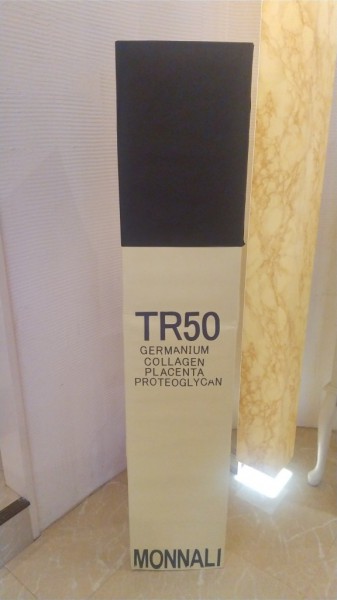 TR50
GERMANIUM
COLLAGEN
PLACENTA
PROTEOGLYCAN
MONNALI